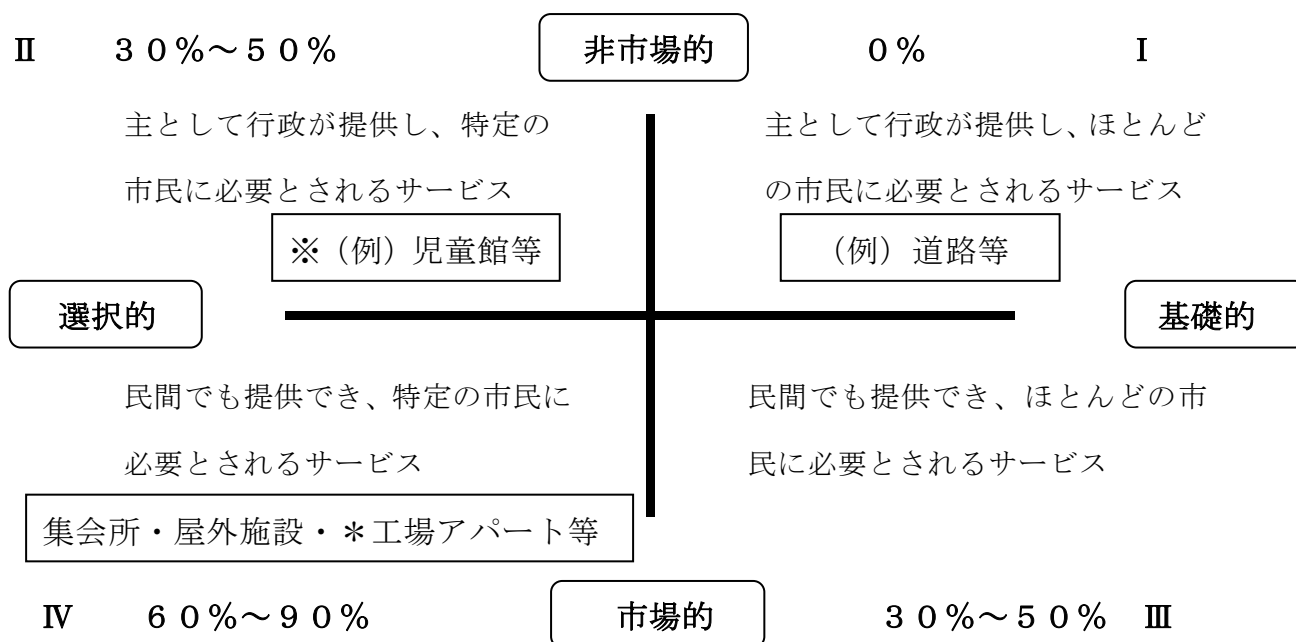 Ⅱ ３０％～５０％ 非市場的 ０％ Ⅰ
主として行政が提供し、特定の
市民に必要とされるサービス
※（例）児童館等
主として行政が提供し、ほとんど
の市民に必要とされるサービス
（例）道路等
選択的 基礎的
民間でも提供でき、特定の市民に
必要とされるサービス
集会所・屋外施設・＊工場アパート等
民間でも提供でき、ほとんどの市
民に必要とされるサービス
Ⅳ ６０％～９０％ 市場的 ３０％～５０％ Ⅲ